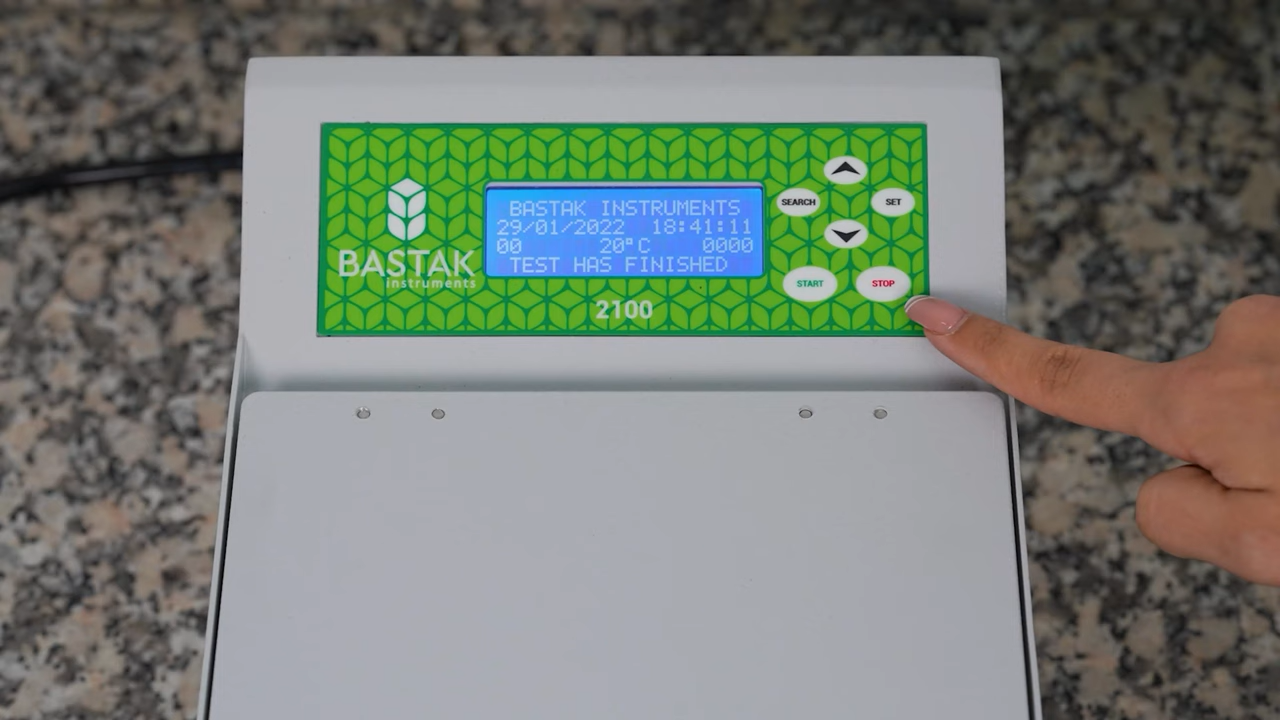 BASTAK INSTRUMENTS
29/01/2022 18:41:11
00 20°C 0000
TEST HAS FINISHED
BASTAK
instruments
2100
SEARCH
SET
START
STOP